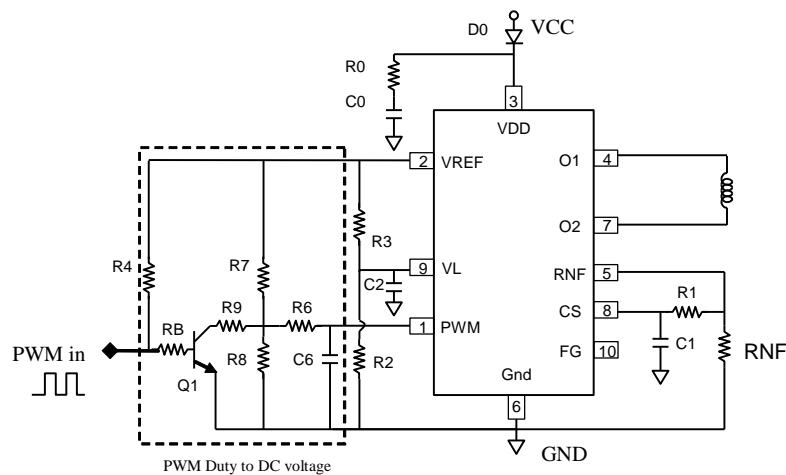 D0
VCC
R0
C0
3
VDD
2
VREF
O1
4
R3
O2
7
R4
R7
RNF
5
9
VL
C2
R9
R6
R1
CS
8
RB
1
PWM
PWM in
R8
C6
R2
C1
RNF
FG
10
Q1
Gnd
6
GND
PWM Duty to DC voltage